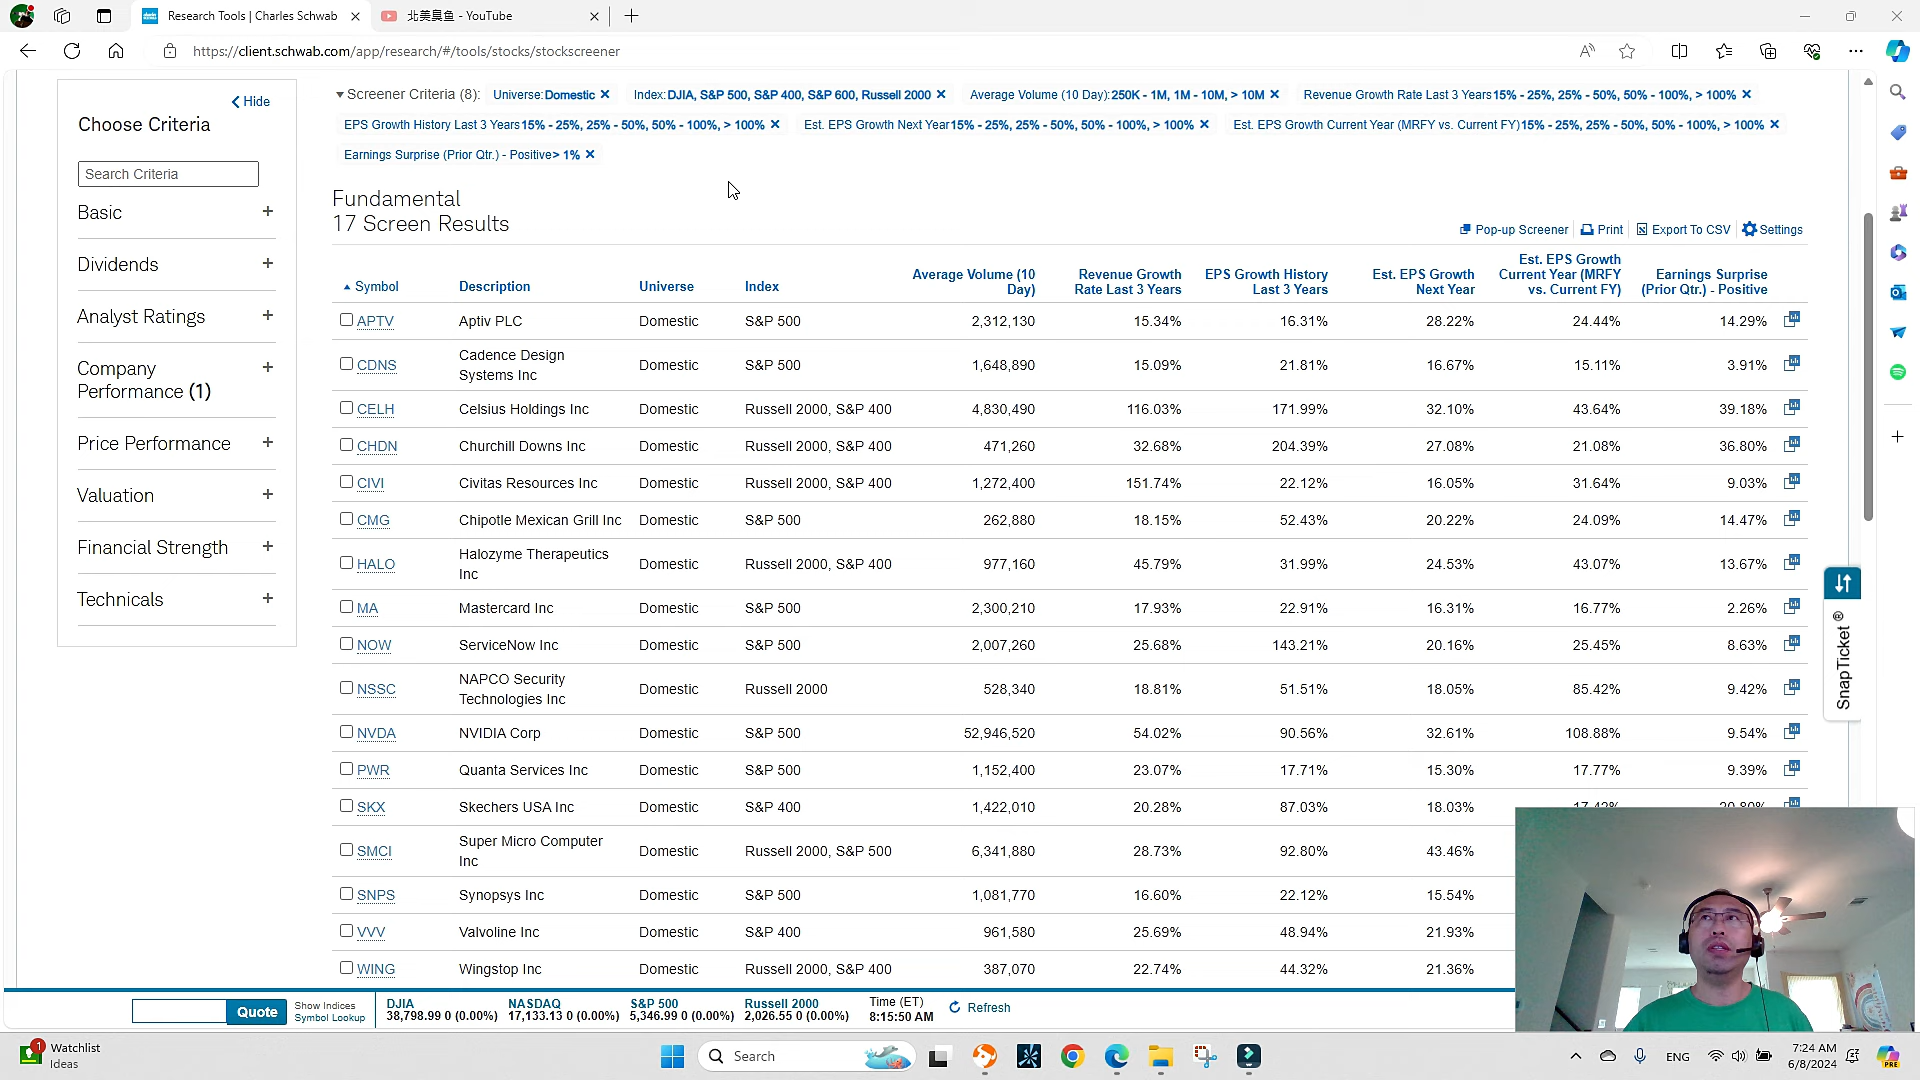 Research Tools | Charles Schwab
北美臭鱼 - YouTube
https://client.schwab.com/app/research/#/tools/stocks/stockscreener
Hide
Choose Criteria
Search Criteria
Basic
Dividends
Analyst Ratings
Company
Performance (1)
Price Performance
Valuation
Financial Strength
Technicals
Screener Criteria (8): Universe:Domestic Index:DJIA, S&P 500, S&P 400, S&P 600, Russell 2000 Average Volume (10 Day):250K - 1M, 1M - 10M, > 10M Revenue Growth Rate Last 3 Years15% - 25%, 25% - 50%, 50% - 100%, > 100%
EPS Growth History Last 3 Years15% - 25%, 25% - 50%, 50% - 100%, > 100% Est. EPS Growth Next Year15% - 25%, 25% - 50%, 50% - 100%, > 100% Est. EPS Growth Current Year (MRFY vs. Current FY)15% - 25%, 25% - 50%, 50% - 100%, > 100%
Earnings Surprise (Prior Qtr.) - Positive> 1%
Fundamental
17 Screen Results
Pop-up Screener Print Export To CSV Settings
Symbol Description Universe Index Average Volume (10 Day) Revenue Growth Rate Last 3 Years EPS Growth History Last 3 Years Est. EPS Growth Next Year Est. EPS Growth Current Year (MRFY vs. Current FY) Earnings Surprise (Prior Qtr.) - Positive
APTV Aptiv PLC Domestic S&P 500 2,312,130 15.34% 16.31% 28.22% 24.44% 14.29%
CDNS Cadence Design Systems Inc Domestic S&P 500 1,648,890 15.09% 21.81% 16.67% 15.11% 3.91%
CELH Celsius Holdings Inc Domestic Russell 2000, S&P 400 4,830,490 116.03% 171.99% 32.10% 43.64% 39.18%
CHDN Churchill Downs Inc Domestic Russell 2000, S&P 400 471,260 32.68% 204.39% 27.08% 21.08% 36.80%
CIVI Civitas Resources Inc Domestic Russell 2000, S&P 400 1,272,400 151.74% 22.12% 16.05% 31.64% 9.03%
CMG Chipotle Mexican Grill Inc Domestic S&P 500 262,880 18.15% 52.43% 20.22% 24.09% 14.47%
HALO Halozyme Therapeutics Inc Domestic Russell 2000, S&P 400 977,160 45.79% 31.99% 24.53% 43.07% 13.67%
MA Mastercard Inc Domestic S&P 500 2,300,210 17.93% 22.91% 16.31% 16.77% 2.26%
NOW ServiceNow Inc Domestic S&P 500 2,007,260 25.68% 143.21% 20.16% 25.45% 8.63%
NSSC NAPCO Security Technologies Inc Domestic Russell 2000 528,340 18.81% 51.51% 18.05% 85.42% 9.42%
NVDA NVIDIA Corp Domestic S&P 500 52,946,520 54.02% 90.56% 32.61% 108.88% 9.54%
PWR Quanta Services Inc Domestic S&P 500 1,152,400 23.07% 17.71% 15.30% 17.77% 9.39%
SKX Skechers USA Inc Domestic S&P 400 1,422,010 20.28% 87.03% 18.03%
SMCI Super Micro Computer Inc Domestic Russell 2000, S&P 500 6,341,880 28.73% 92.80% 43.46%
SNPS Synopsys Inc Domestic S&P 500 1,081,770 16.60% 22.12% 15.54%
VVV Valvoline Inc Domestic S&P 400 961,580 25.69% 48.94% 21.93%
WING Wingstop Inc Domestic Russell 2000, S&P 400 387,070 22.74% 44.32% 21.36%
SnapTicket ®
Quote
Show Indices
Symbol Lookup
DJIA NASDAQ S&P 500 Russell 2000 Time (ET)
38,798.99 0 (0.00%) 17,133.13 0 (0.00%) 5,346.99 0 (0.00%) 2,026.55 0 (0.00%) 8:15:50 AM
Refresh
1
Watchlist
Ideas
Search
ENG
7:24 AM
6/8/2024
PRE